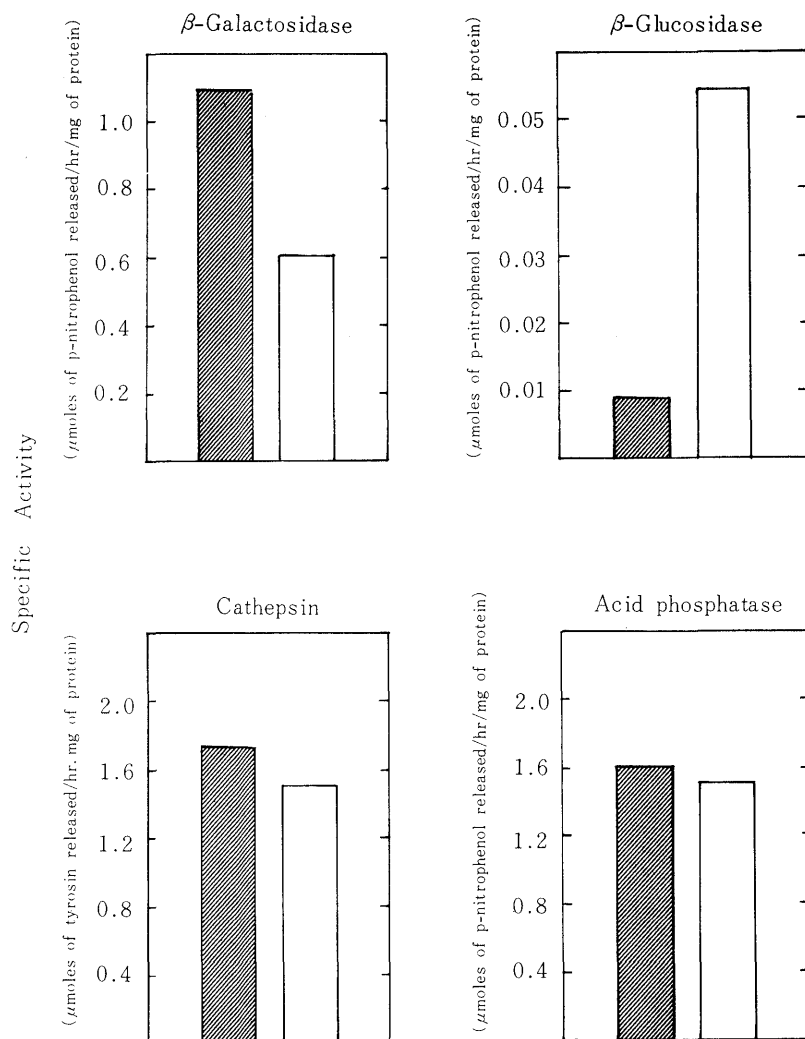 Specific Activity
β-Galactosidase
(μmoles of p-nitrophenol released/hr/mg of protein)
1.0
0.8
0.6
0.4
0.2
β-Glucosidase
(μmoles of p-nitrophenol released/hr/mg of protein)
0.05
0.04
0.03
0.02
0.01
Cathepsin
(μmoles of tyrosin released/hr. mg of protein)
2.0
1.6
1.2
0.8
0.4
Acid phosphatase
(μmoles of p-nitrophenol released/hr/mg of protein)
2.0
1.6
1.2
0.8
0.4